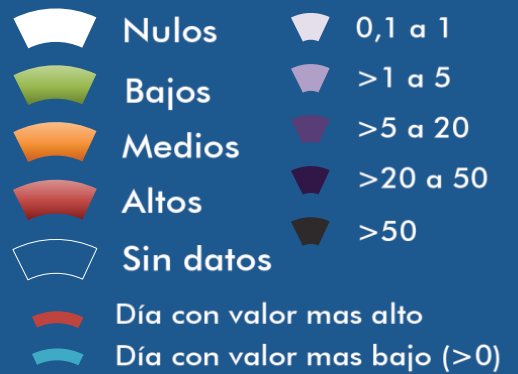 Nulos
Bajos
Medios
Altos
Sin datos
0,1 a 1
>1 a 5
>5 a 20
>20 a 50
>50
Día con valor mas alto
Día con valor mas bajo (>0)